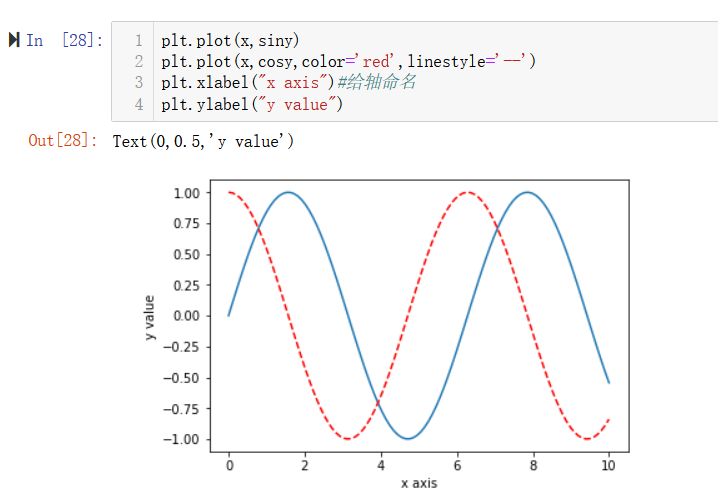 In [28]:
1 plt.plot(x,siny)
2 plt.plot(x,cosy,color='red',linestyle='--')
3 plt.xlabel("x axis")#给轴命名
4 plt.ylabel("y value")
Out[28]: Text(0,0.5,'y value')
1.00
0.75
0.50
0.25
0.00
−0.25
−0.50
−0.75
−1.00
y value
0 2 4 6 8 10
x axis